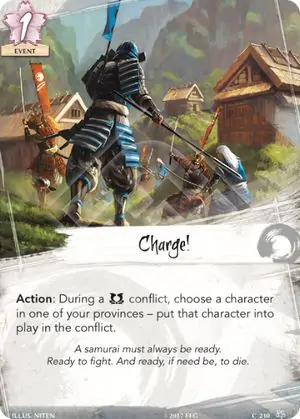 1
EVENT
Charge!
Action: During a conflict, choose a character
in one of your provinces – put that character into
play in the conflict.
A samurai must always be ready.
Ready to fight. And ready, if need be, to die.
ILLUS. NITEN
© 2017 FFG
C 210